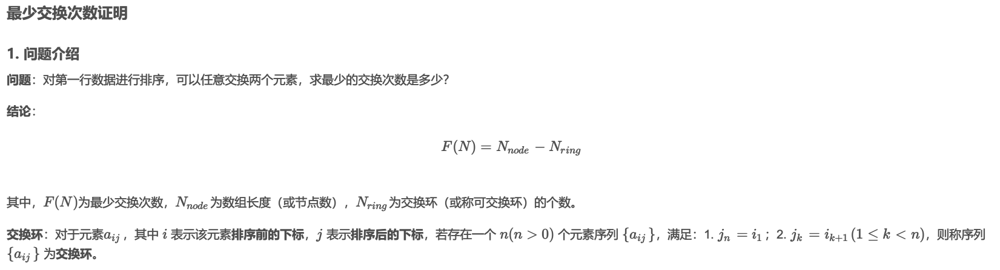 最少交换次数证明
1. 问题介绍
问题：对第一行数据进行排序，可以任意交换两个元素，求最少的交换次数是多少？
结论：
$F(N) = N_{node} - N_{ring}$
其中，$F(N)$为最少交换次数，$N_{node}$为数组长度（或节点数），$N_{ring}$为交换环（或称可交换环）的个数。
交换环：对于元素$a_{ij}$，其中 $i$ 表示该元素排序前的下标，$j$ 表示排序后的下标，若存在一个 $n(n > 0)$ 个元素序列 $\{a_{ij}\}$，满足：1. $j_n = i_1$；2. $j_k = i_{k+1}(1 \leq k < n)$，则称序列
$\{a_{ij}\}$ 为交换环。